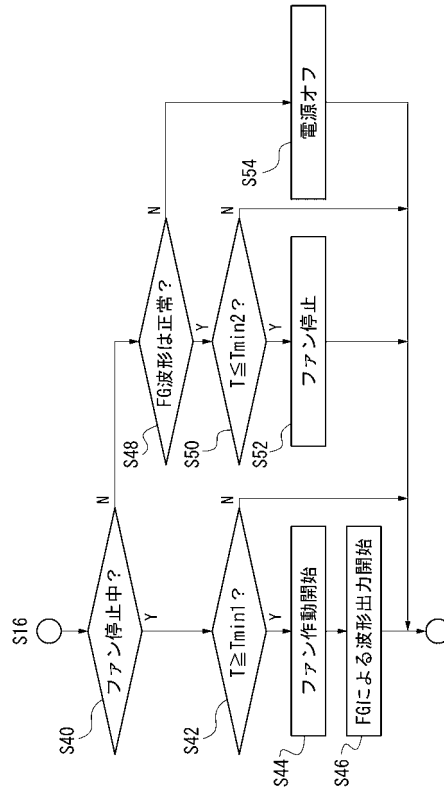 S16
S40
ファン停止中?
Y
N
S42
T≧Tmin1?
Y
N
S44
ファン作動開始
S46
FGIによる波形出力開始
S48
FG波形は正常?
Y
N
S50
T≦Tmin2?
Y
N
S52
ファン停止
S54
電源オフ